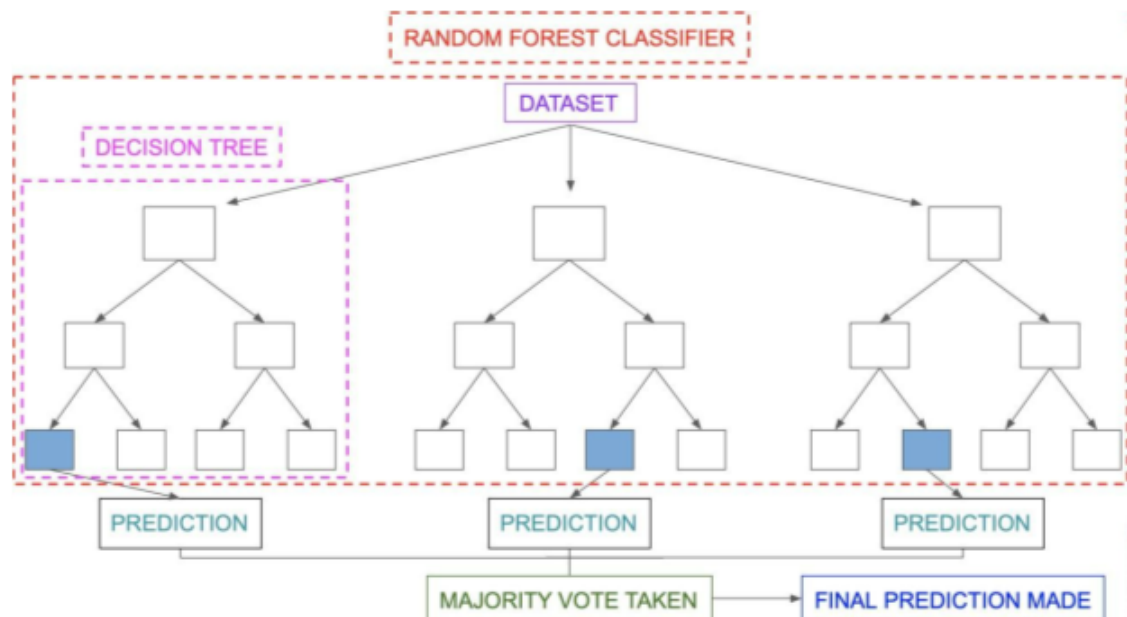 RANDOM FOREST CLASSIFIER
DATASET
DECISION TREE
PREDICTION
PREDICTION
PREDICTION
MAJORITY VOTE TAKEN
FINAL PREDICTION MADE